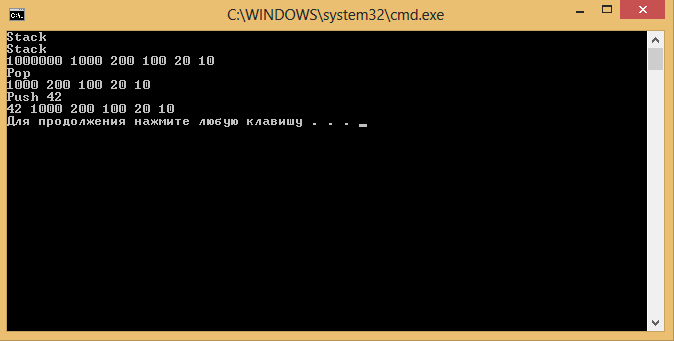 C:\WINDOWS\system32\cmd.exe
Stack
Stack
1000000 1000 200 100 20 10
Pop
1000 200 100 20 10
Push 42
42 1000 200 100 20 10
Для продолжения нажмите любую клавишу . . .